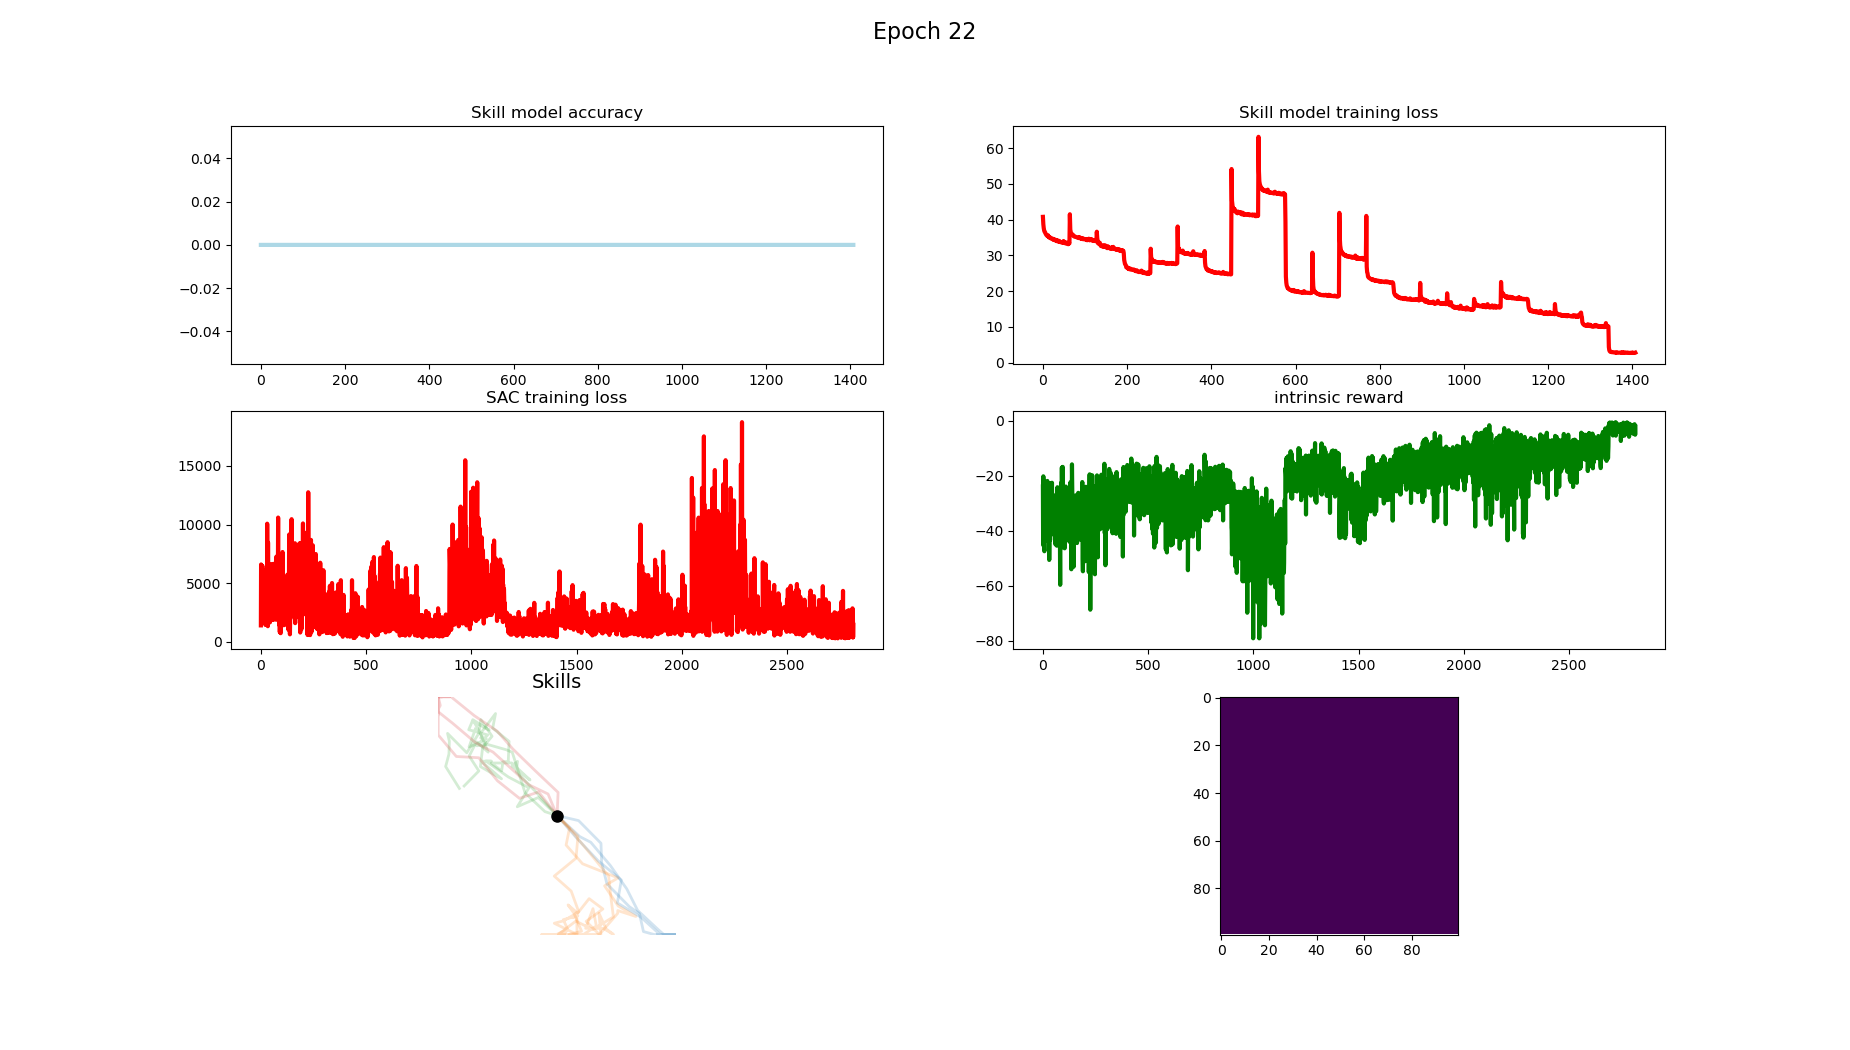 Epoch 22
Skill model accuracy
0.04
0.02
0.00
−0.02
−0.04
0 200 400 600 800 1000 1200 1400
Skill model training loss
60
50
40
30
20
10
0
0 200 400 600 800 1000 1200 1400
SAC training loss
15000
10000
5000
0
0 500 1000 1500 2000 2500
intrinsic reward
0
−20
−40
−60
−80
0 500 1000 1500 2000 2500
Skills
0
20
40
60
80
0 20 40 60 80